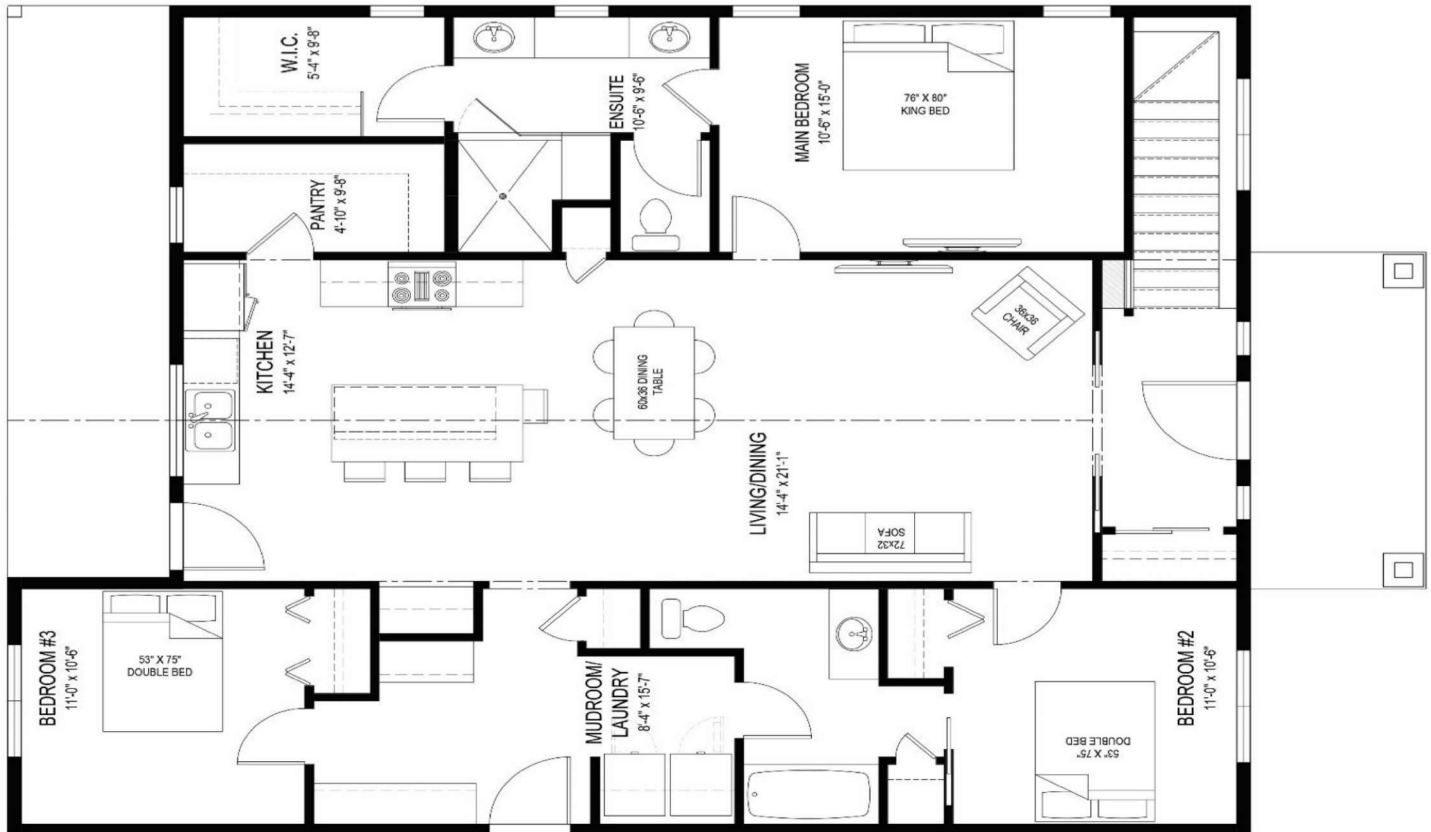 W.I.C.
5'-4" x 9'-8"
ENSUITE
10'-6" x 9'-6"
MAIN BEDROOM
10'-6" x 15'-0"
76" X 80"
KING BED
PANTRY
4'-10" x 9'-8"
KITCHEN
14'-4" x 12'-7"
60x36 DINING
TABLE
36x36
CHAIR
LIVING/DINING
14'-4" x 21'-1"
72x32
SOFA
BEDROOM #3
11'-0" x 10'-6"
53" X 75"
DOUBLE BED
MUDROOM/
LAUNDRY
8'-4" x 15'-7"
BEDROOM #2
11'-0" x 10'-6"
53" X 75"
DOUBLE BED